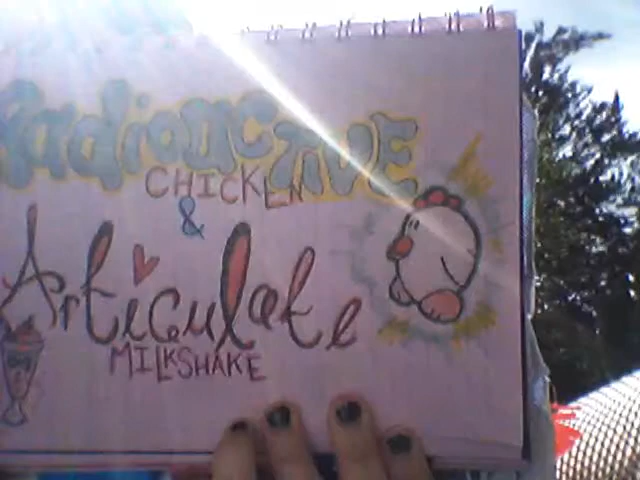 Radioactive
CHICKEN
&
Articulate
MILKSHAKE